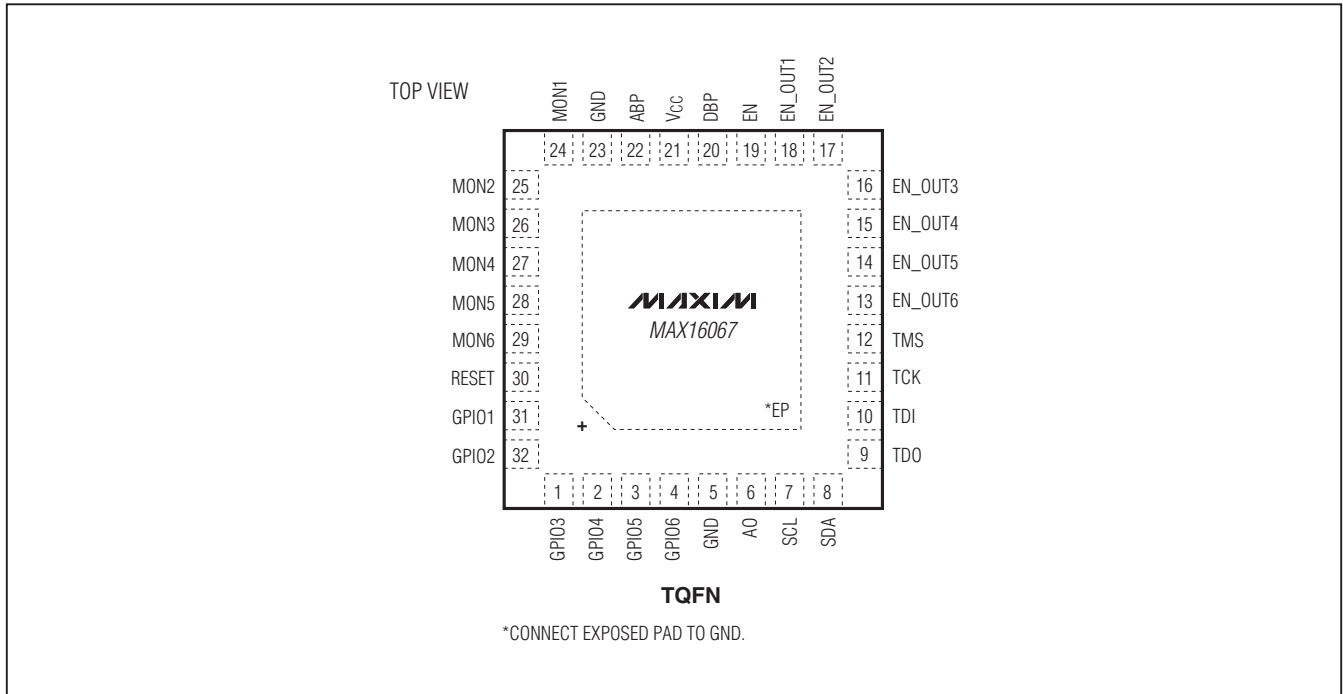 TOP VIEW
MON1 GND ABP VCC DBP EN EN_OUT1 EN_OUT2
24 23 22 21 20 19 18 17
MON2 25 16 EN_OUT3
MON3 26 15 EN_OUT4
MON4 27 14 EN_OUT5
MON5 28 13 EN_OUT6
MAXIM
MAX16067
MON6 29 12 TMS
RESET 30 11 TCK
GPIO1 31 10 TDI
*EP
+
GPIO2 32 9 TDO
1 2 3 4 5 6 7 8
GPIO3 GPIO4 GPIO5 GPIO6 GND A0 SCL SDA
TQFN
*CONNECT EXPOSED PAD TO GND.